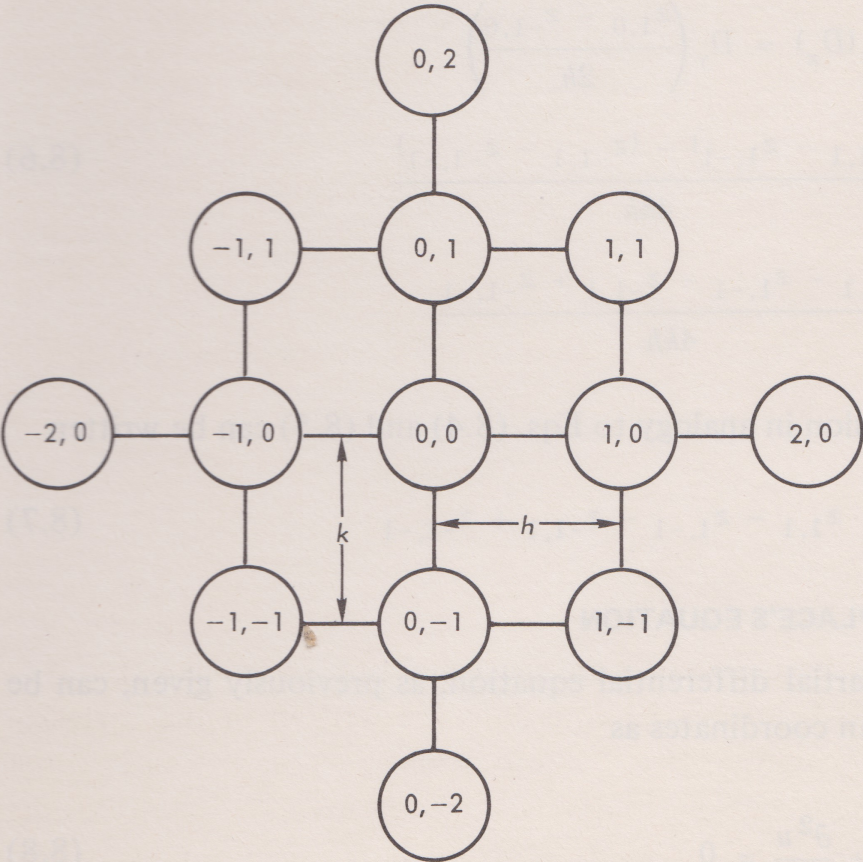 0, 2
−1, 1 0, 1 1, 1
−2, 0 −1, 0 0, 0 1, 0 2, 0
k h
−1, −1 0, −1 1, −1
0, −2